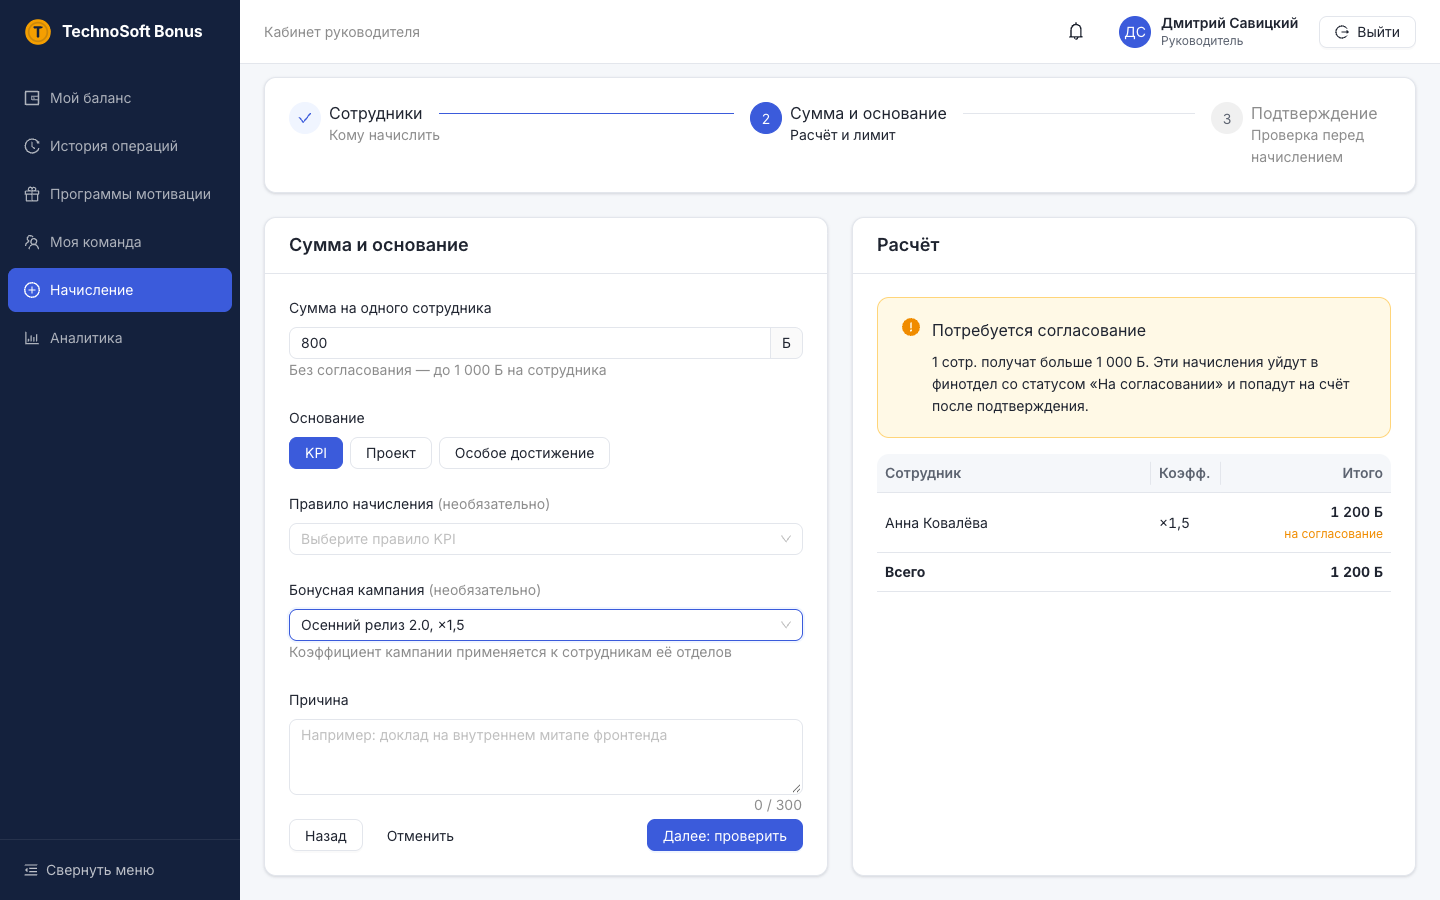 TechnoSoft Bonus
Мой баланс
История операций
Программы мотивации
Моя команда
Начисление
Аналитика
Свернуть меню
Кабинет руководителя
ДС
Дмитрий Савицкий
Руководитель
Выйти
Сотрудники
Кому начислить
2
Сумма и основание
Расчёт и лимит
3
Подтверждение
Проверка перед
начислением
Сумма и основание
Сумма на одного сотрудника
800
Б
Без согласования — до 1 000 Б на сотрудника
Основание
KPI
Проект
Особое достижение
Правило начисления (необязательно)
Выберите правило KPI
Бонусная кампания (необязательно)
Осенний релиз 2.0, ×1,5
Коэффициент кампании применяется к сотрудникам её отделов
Причина
Например: доклад на внутреннем митапе фронтенда
0 / 300
Назад
Отменить
Далее: проверить
Расчёт
Потребуется согласование
1 сотр. получат больше 1 000 Б. Эти начисления уйдут в
финотдел со статусом «На согласовании» и попадут на счёт
после подтверждения.
Сотрудник Коэфф. Итого
Анна Ковалёва ×1,5 1 200 Б
на согласование
Всего 1 200 Б